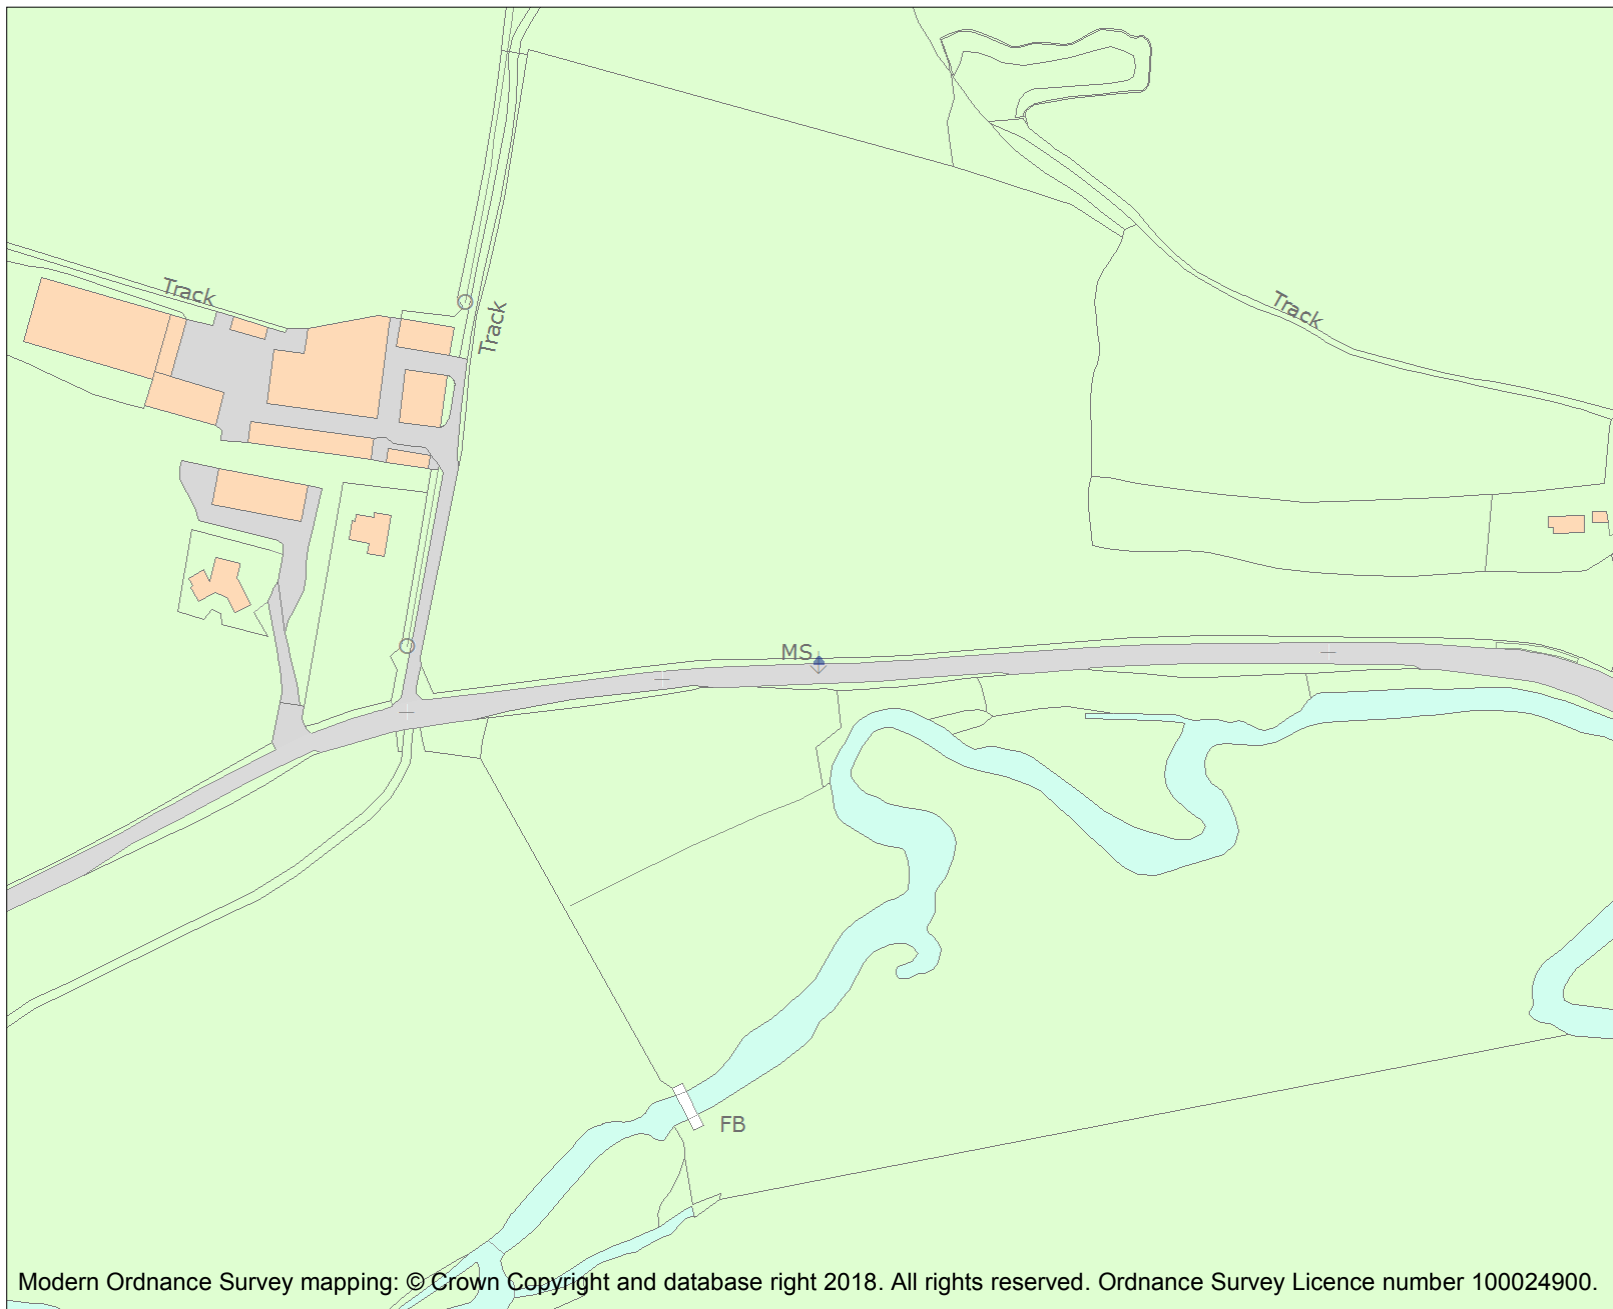 Track
Track
Track
MS
FB
Modern Ordnance Survey mapping: © Crown Copyright and database right 2018. All rights reserved. Ordnance Survey Licence number 100024900.